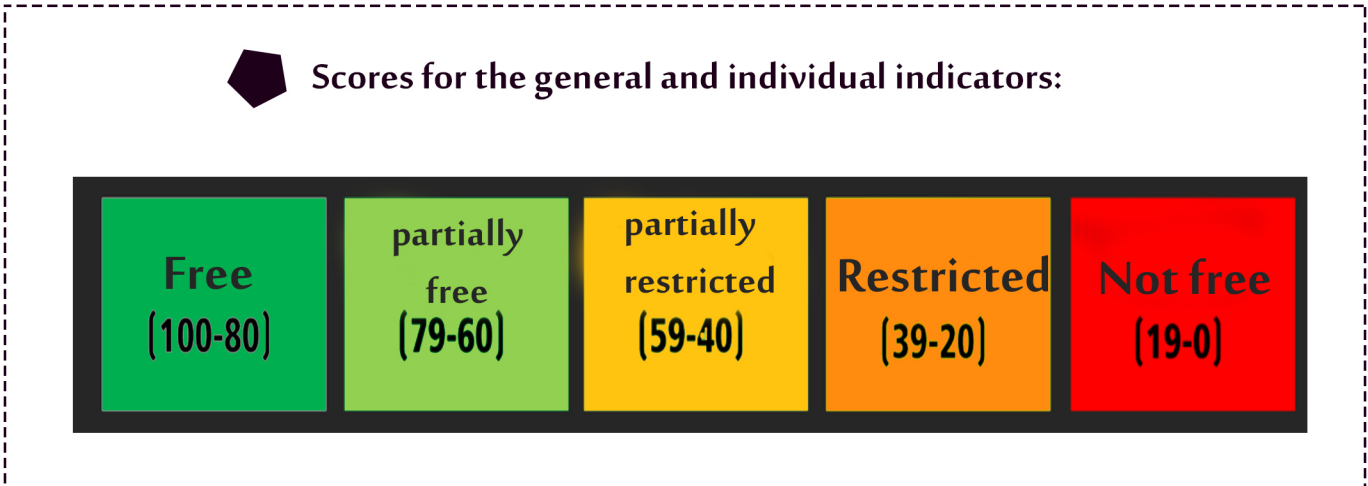 Scores for the general and individual indicators:
Free
(100-80)
partially
free
(79-60)
partially
restricted
(59-40)
Restricted
(39-20)
Not free
(19-0)